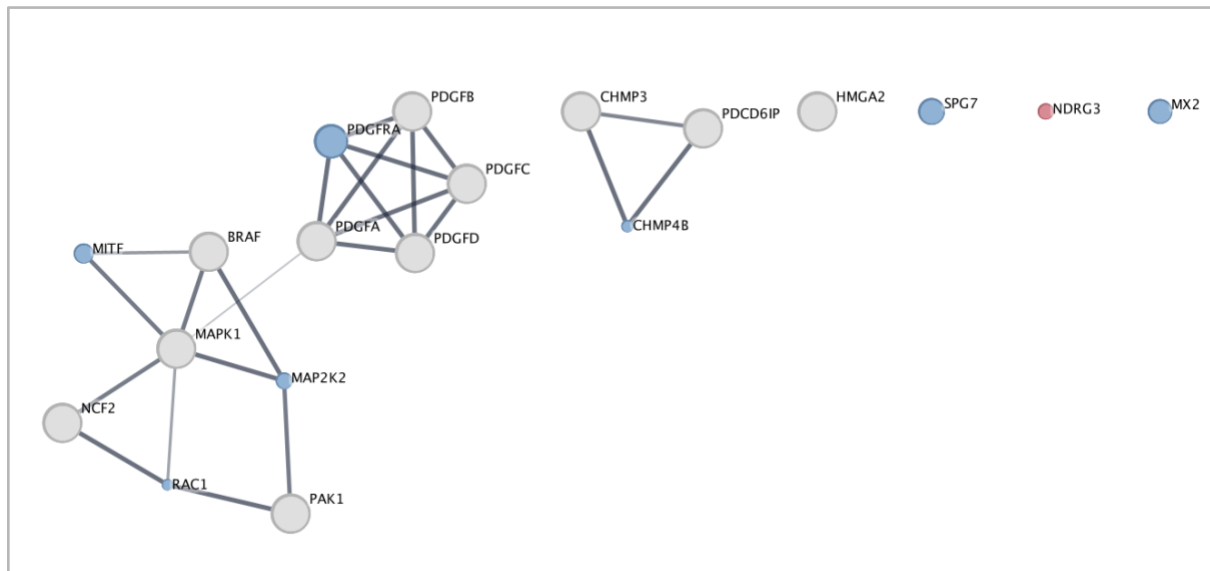 PDGFB
CHMP3
HMGA2
SPG7
NDRG3
MX2
PDCD6IP
PDGFRA
PDGFC
CHMP4B
PDGFA
PDGFD
BRAF
MITF
MAPK1
MAP2K2
NCF2
RAC1
PAK1